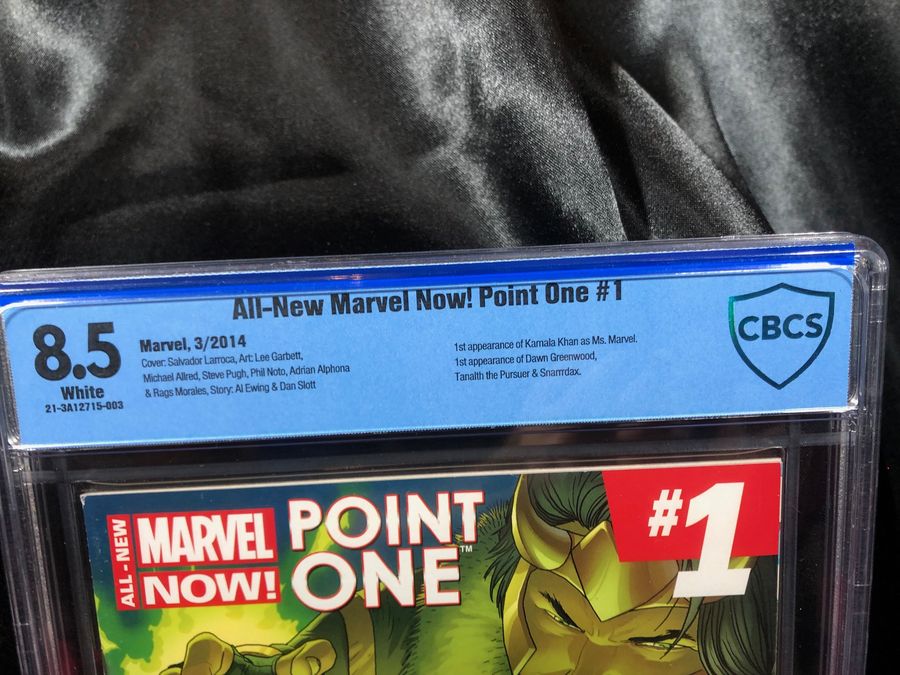 All-New Marvel Now! Point One #1
8.5
White
21-3A12715-003
Marvel, 3/2014
Cover: Salvador Larroca, Art: Lee Garbett,
Michael Allred, Steve Pugh, Phil Noto, Adrian Alphona
& Rags Morales, Story: Al Ewing & Dan Slott
1st appearance of Kamala Khan as Ms. Marvel.
1st appearance of Dawn Greenwood,
Tanalth the Pursuer & Snarrrdax.
CBCS
ALL-NEW
MARVEL
NOW!
POINT
ONE™
#1